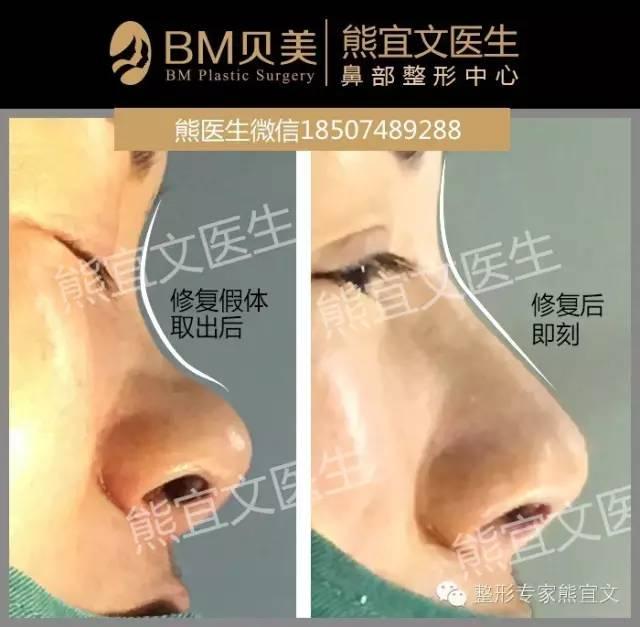 BM贝美
BM Plastic Surgery
熊宜文医生
鼻部整形中心
熊医生微信18507489288
熊宜文医生
修复假体
取出后
熊宜文医生
熊宜文医生
修复后
即刻
熊宜文医生
整形专家熊宜文